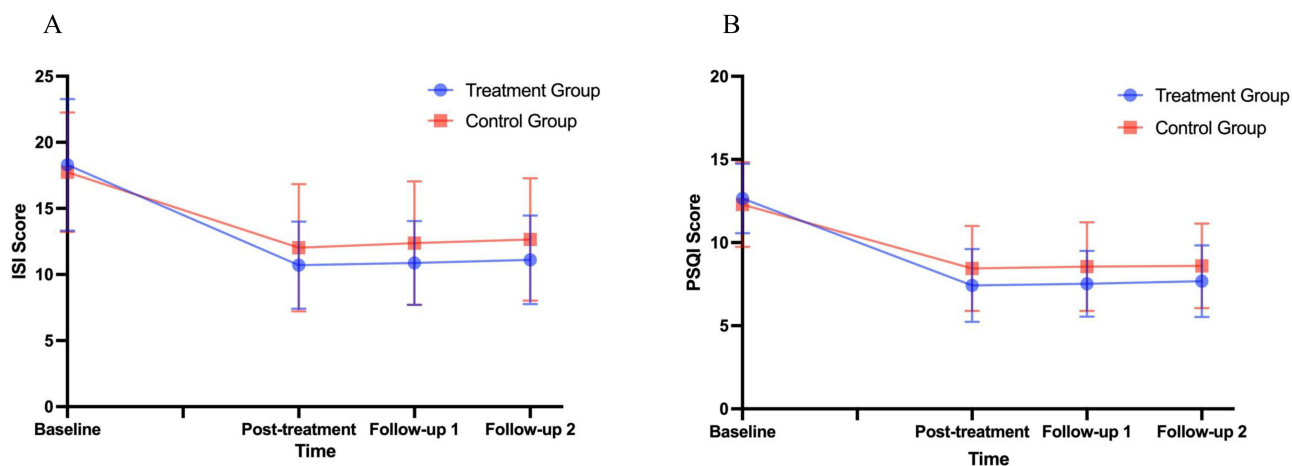 A
25
20
15
10
5
0
ISI Score
Treatment Group
Control Group
Baseline
Post-treatment
Follow-up 1
Follow-up 2
Time
B
20
15
10
5
0
PSQI Score
Treatment Group
Control Group
Baseline
Post-treatment
Follow-up 1
Follow-up 2
Time